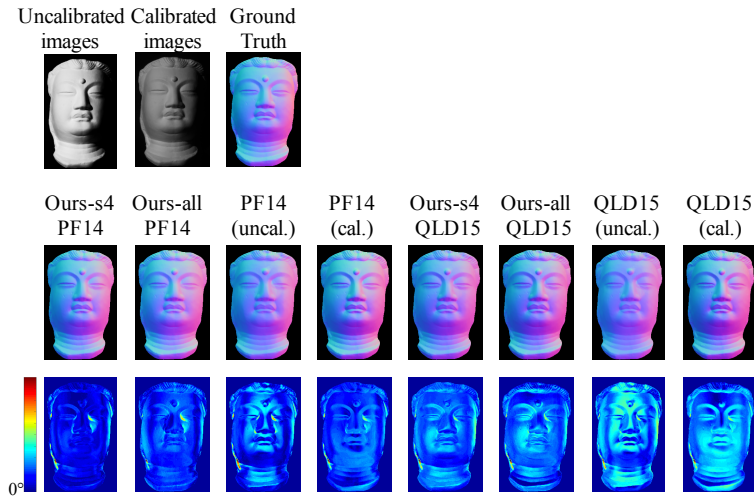 Uncalibrated Calibrated Ground
images images Truth
Ours-s4 Ours-all PF14 PF14 Ours-s4 Ours-all QLD15 QLD15
PF14 PF14 (uncal.) (cal.) QLD15 QLD15 (uncal.) (cal.)
0°